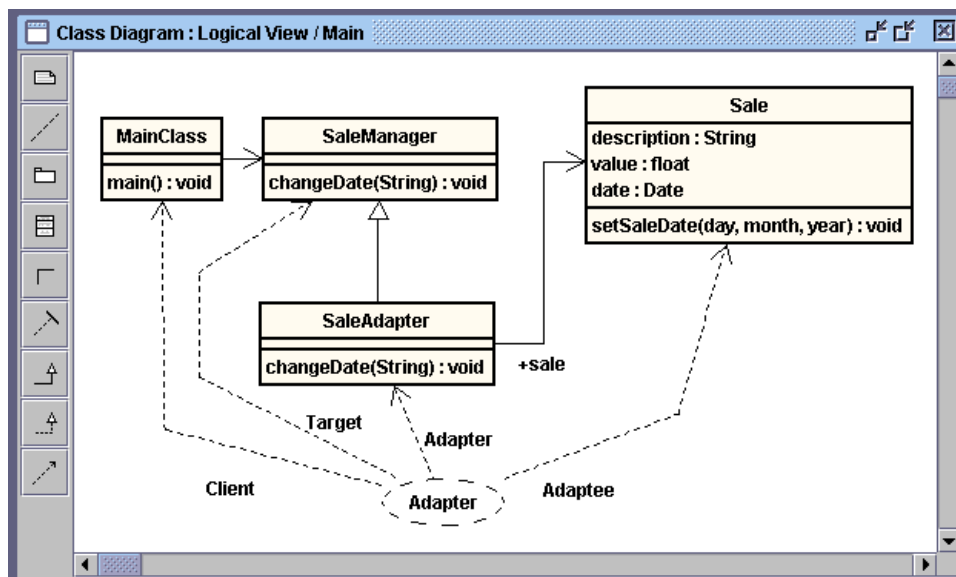 Class Diagram : Logical View / Main
MainClass
main() : void
SaleManager
changeDate(String) : void
Sale
description : String
value : float
date : Date
setSaleDate(day, month, year) : void
SaleAdapter
changeDate(String) : void
+sale
Target
Adapter
Client
Adapter
Adaptee